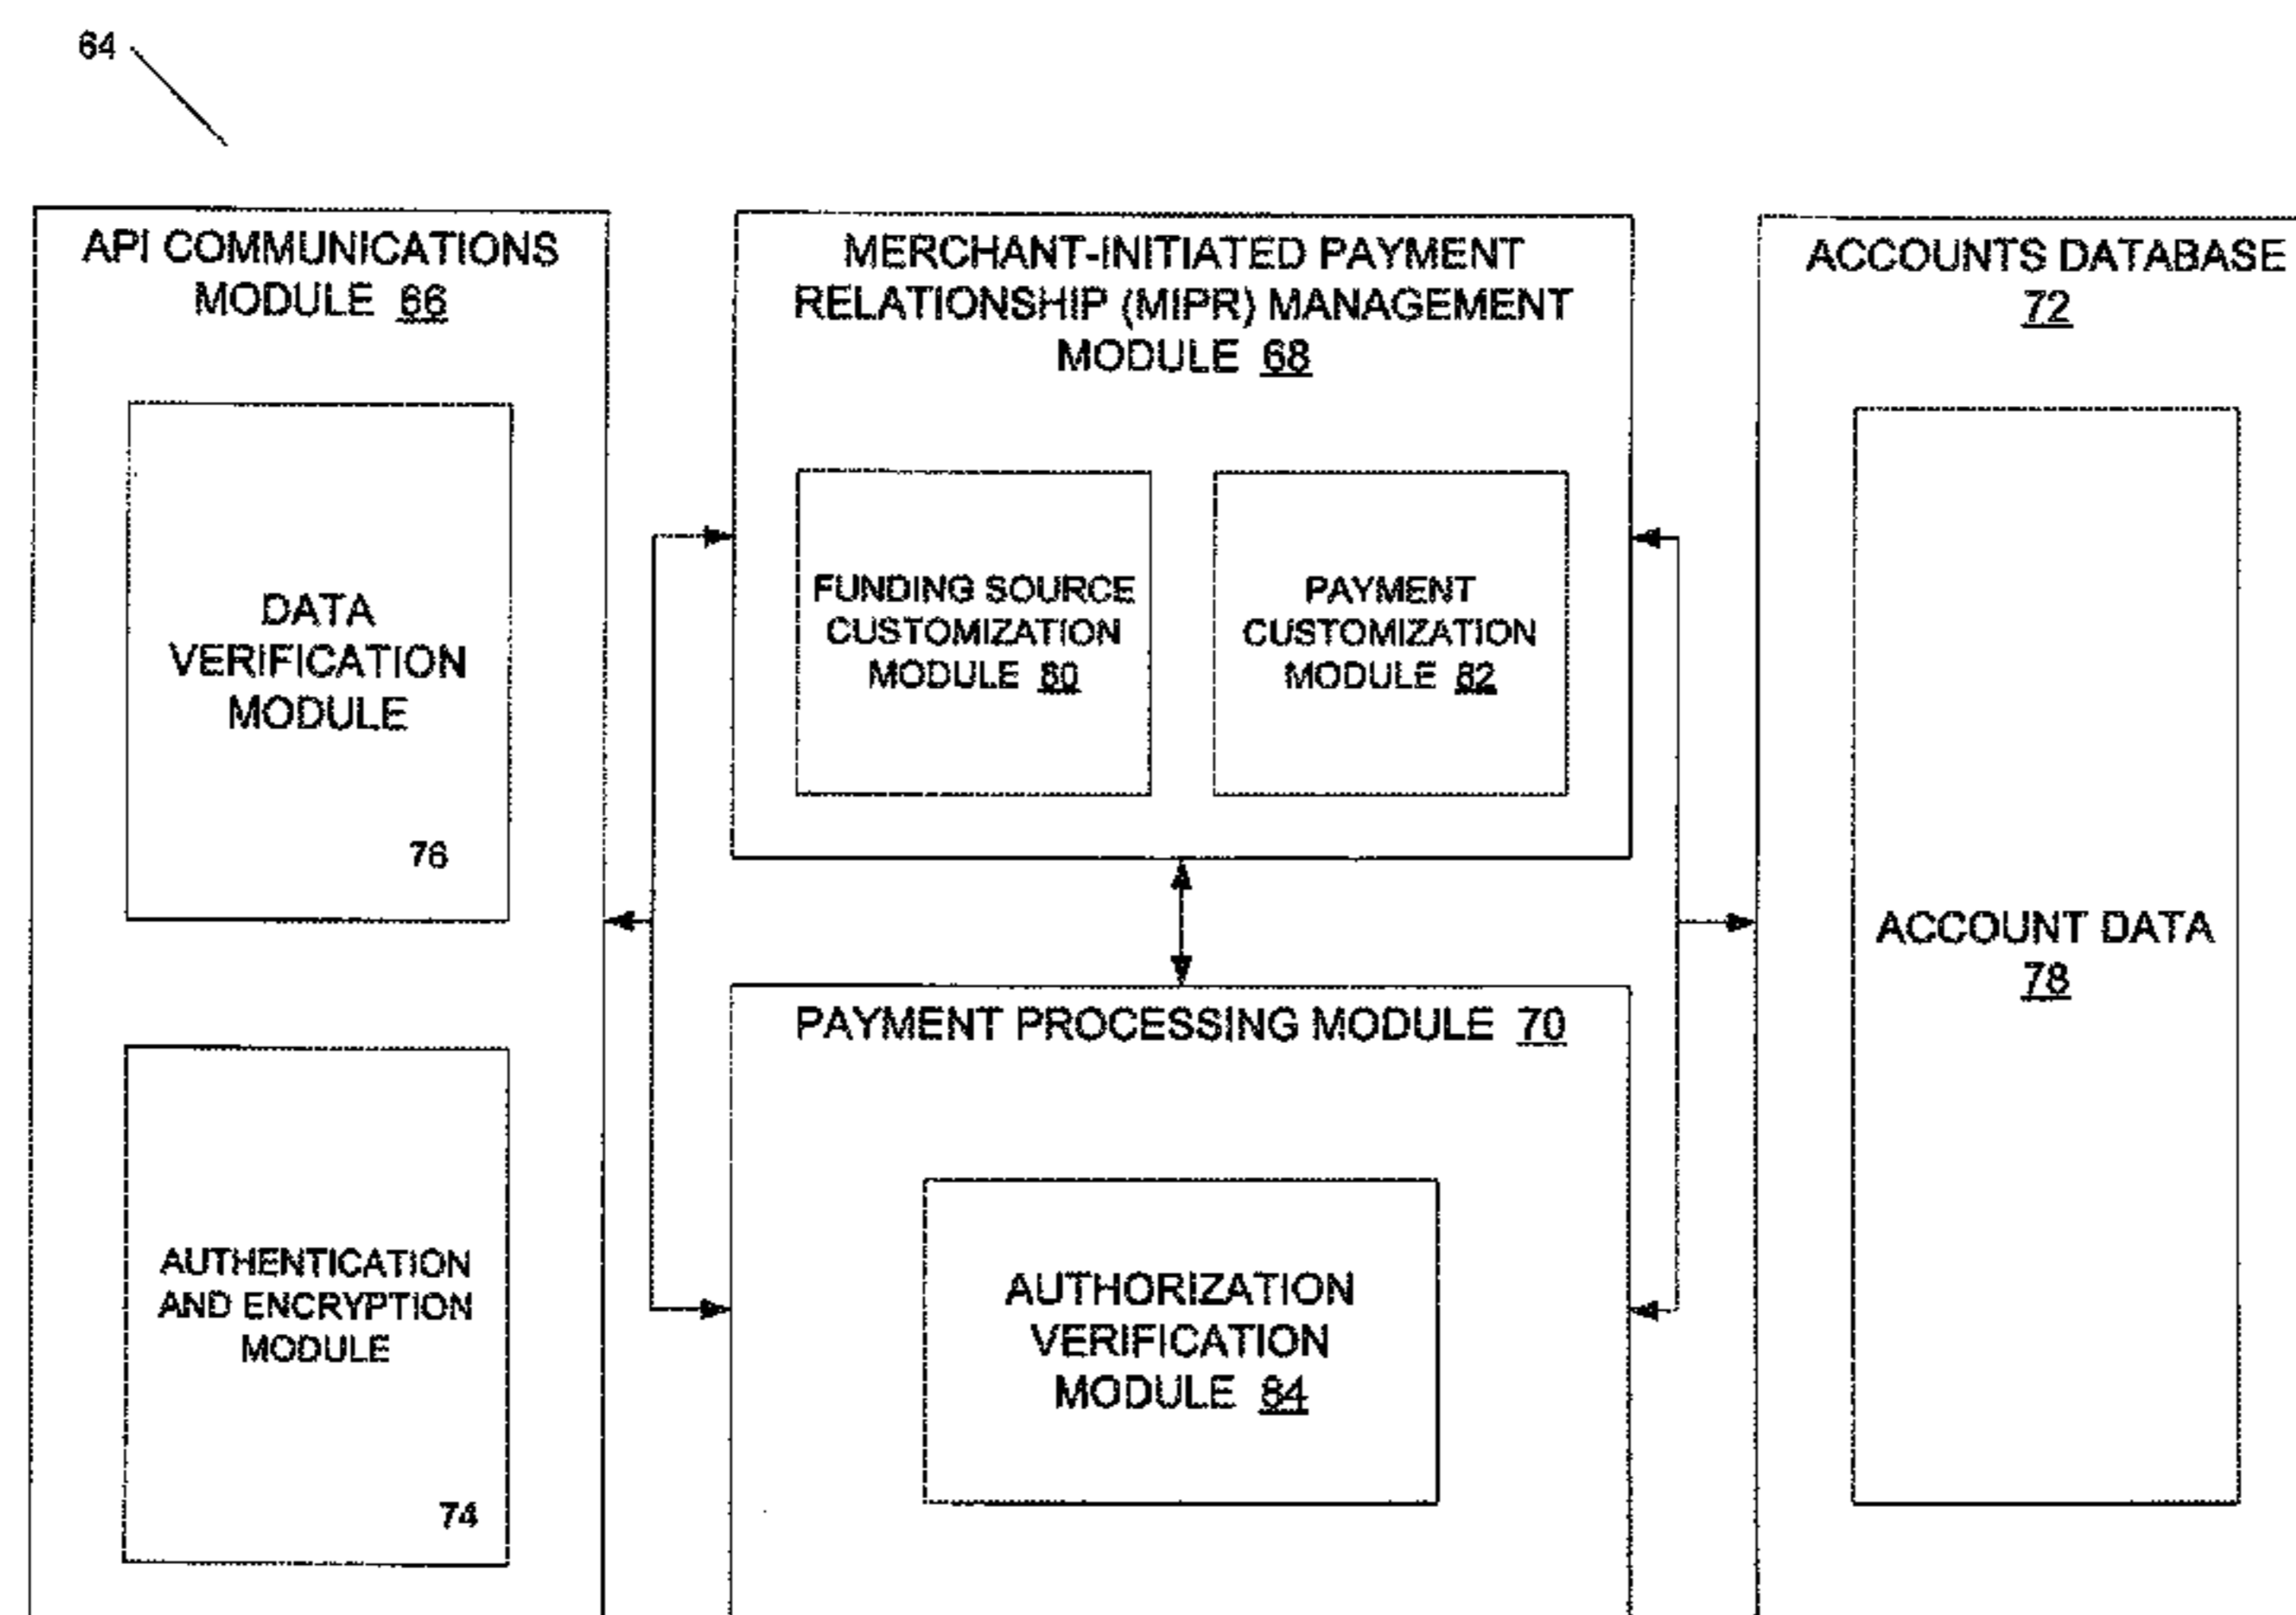 64
API COMMUNICATIONS
MODULE 66
DATA
VERIFICATION
MODULE
76
AUTHENTICATION
AND ENCRYPTION
MODULE
74
MERCHANT-INITIATED PAYMENT
RELATIONSHIP (MIPR) MANAGEMENT
MODULE 68
FUNDING SOURCE
CUSTOMIZATION
MODULE 80
PAYMENT
CUSTOMIZATION
MODULE 82
PAYMENT PROCESSING MODULE 70
AUTHORIZATION
VERIFICATION
MODULE 84
ACCOUNTS DATABASE
72
ACCOUNT DATA
78